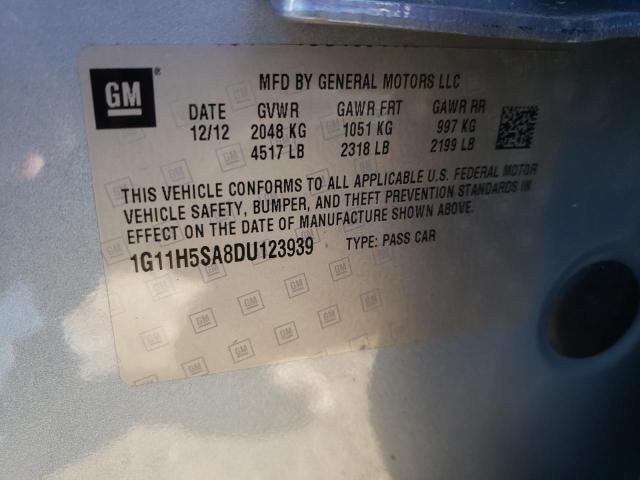 GM ®
MFD BY GENERAL MOTORS LLC
DATE GVWR GAWR FRT GAWR RR
12/12 2048 KG 1051 KG 997 KG
4517 LB 2318 LB 2199 LB
THIS VEHICLE CONFORMS TO ALL APPLICABLE U.S. FEDERAL MOTOR
VEHICLE SAFETY, BUMPER, AND THEFT PREVENTION STANDARDS IN
EFFECT ON THE DATE OF MANUFACTURE SHOWN ABOVE.
1G11H5SA8DU123939 TYPE: PASS CAR